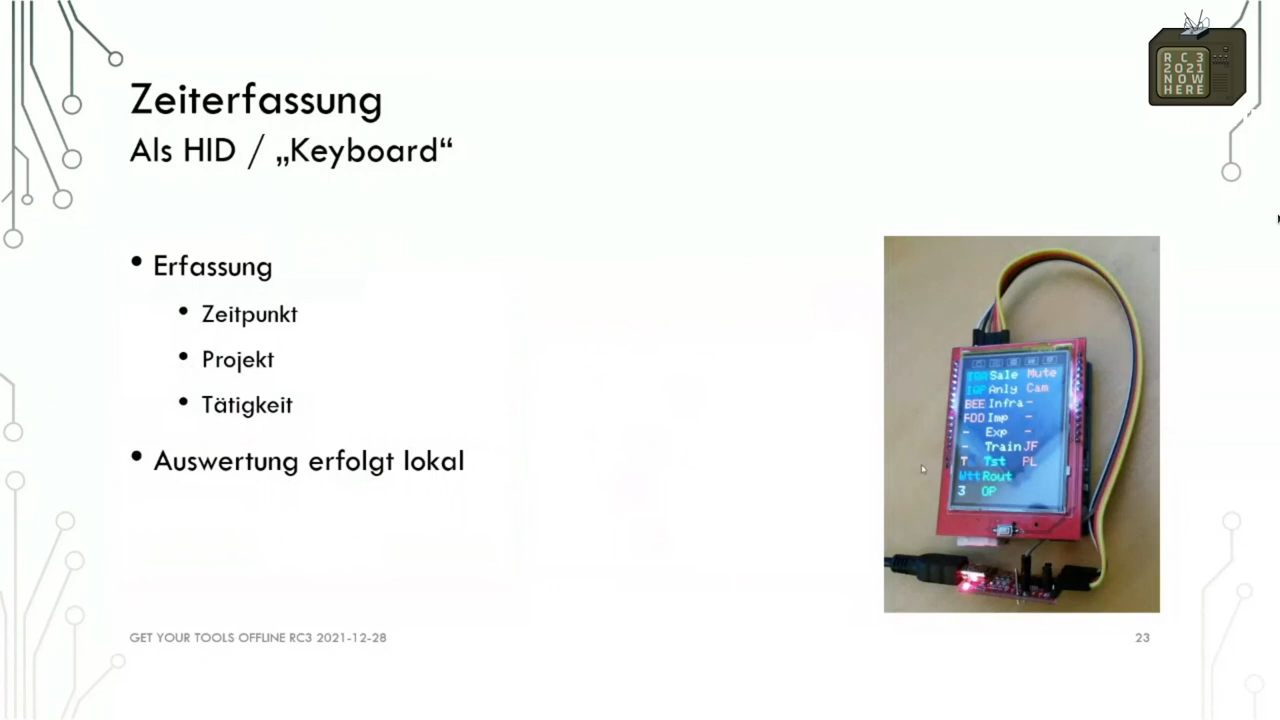 RC3
2021
NOW
HERE
Zeiterfassung
Als HID / „Keyboard“
• Erfassung
• Zeitpunkt
• Projekt
• Tätigkeit
• Auswertung erfolgt lokal
Sale Mute
Anly Cam
BEE Infra -
FDD Imp -
- Exp -
- Train JF
T Tst PL
Wtt Rout
3 OP
GET YOUR TOOLS OFFLINE RC3 2021-12-28
23